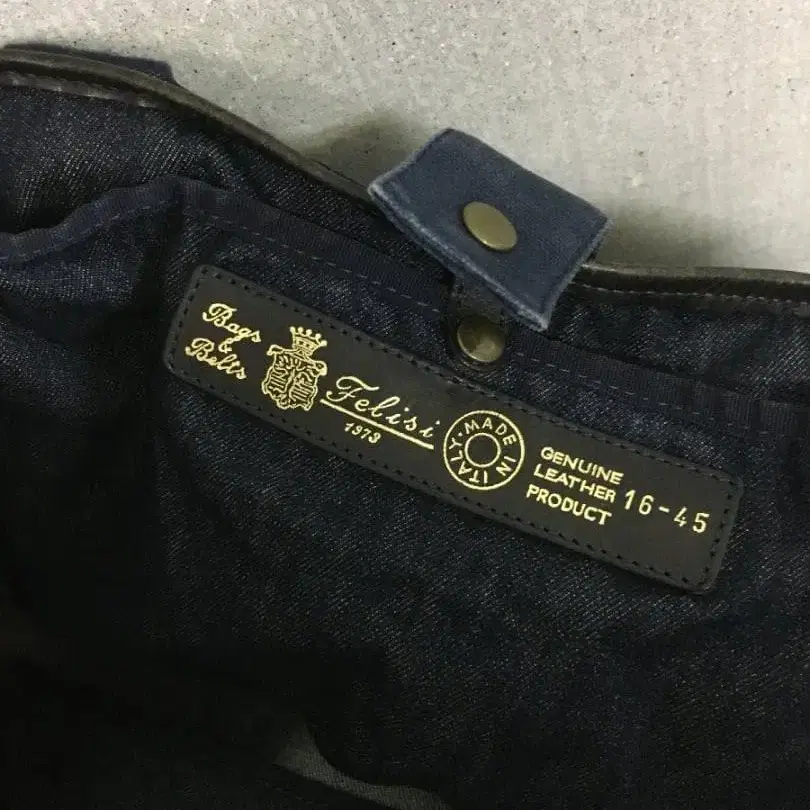 Bags
&
Belts
Felisi
1973
MADE IN ITALY
GENUINE
LEATHER
PRODUCT
16-45